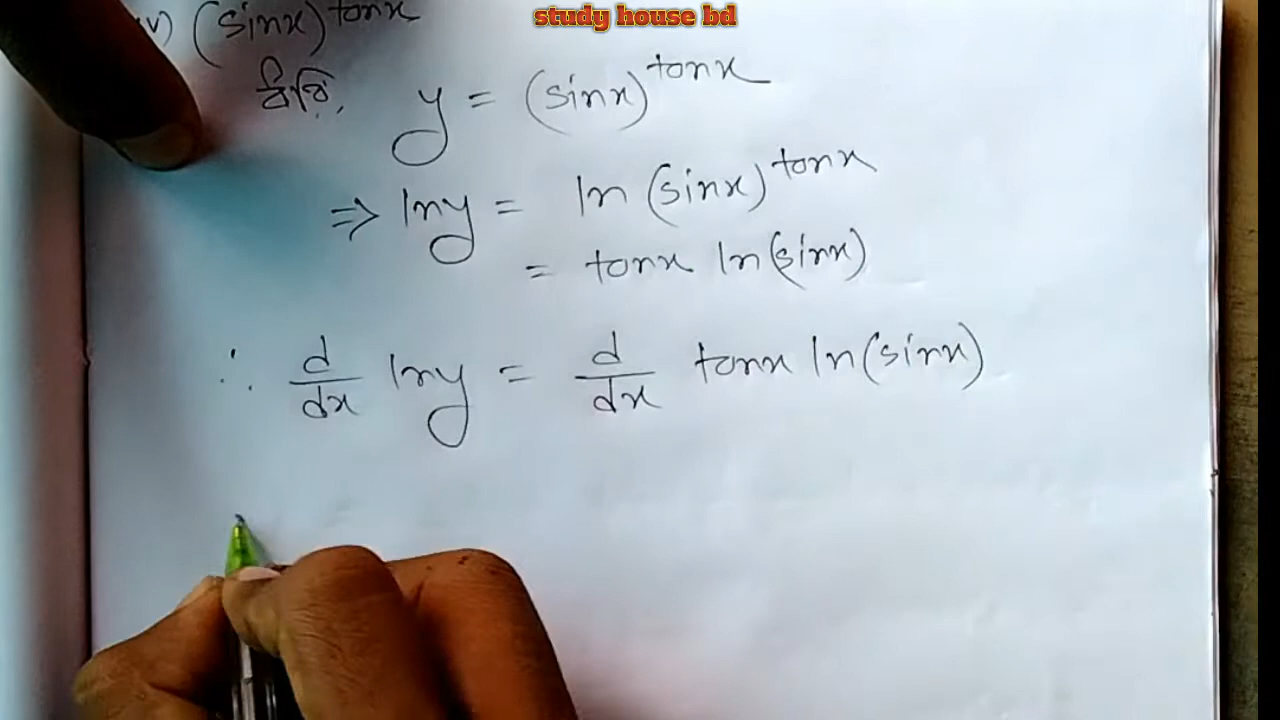 study house bd
v) (sinx)^tanx
ধরি, y = (sinx)^tanx
⇒ lny = ln (sinx)^tanx
= tanx ln(sinx)
∴ d/dx lny = d/dx tanx ln(sinx)